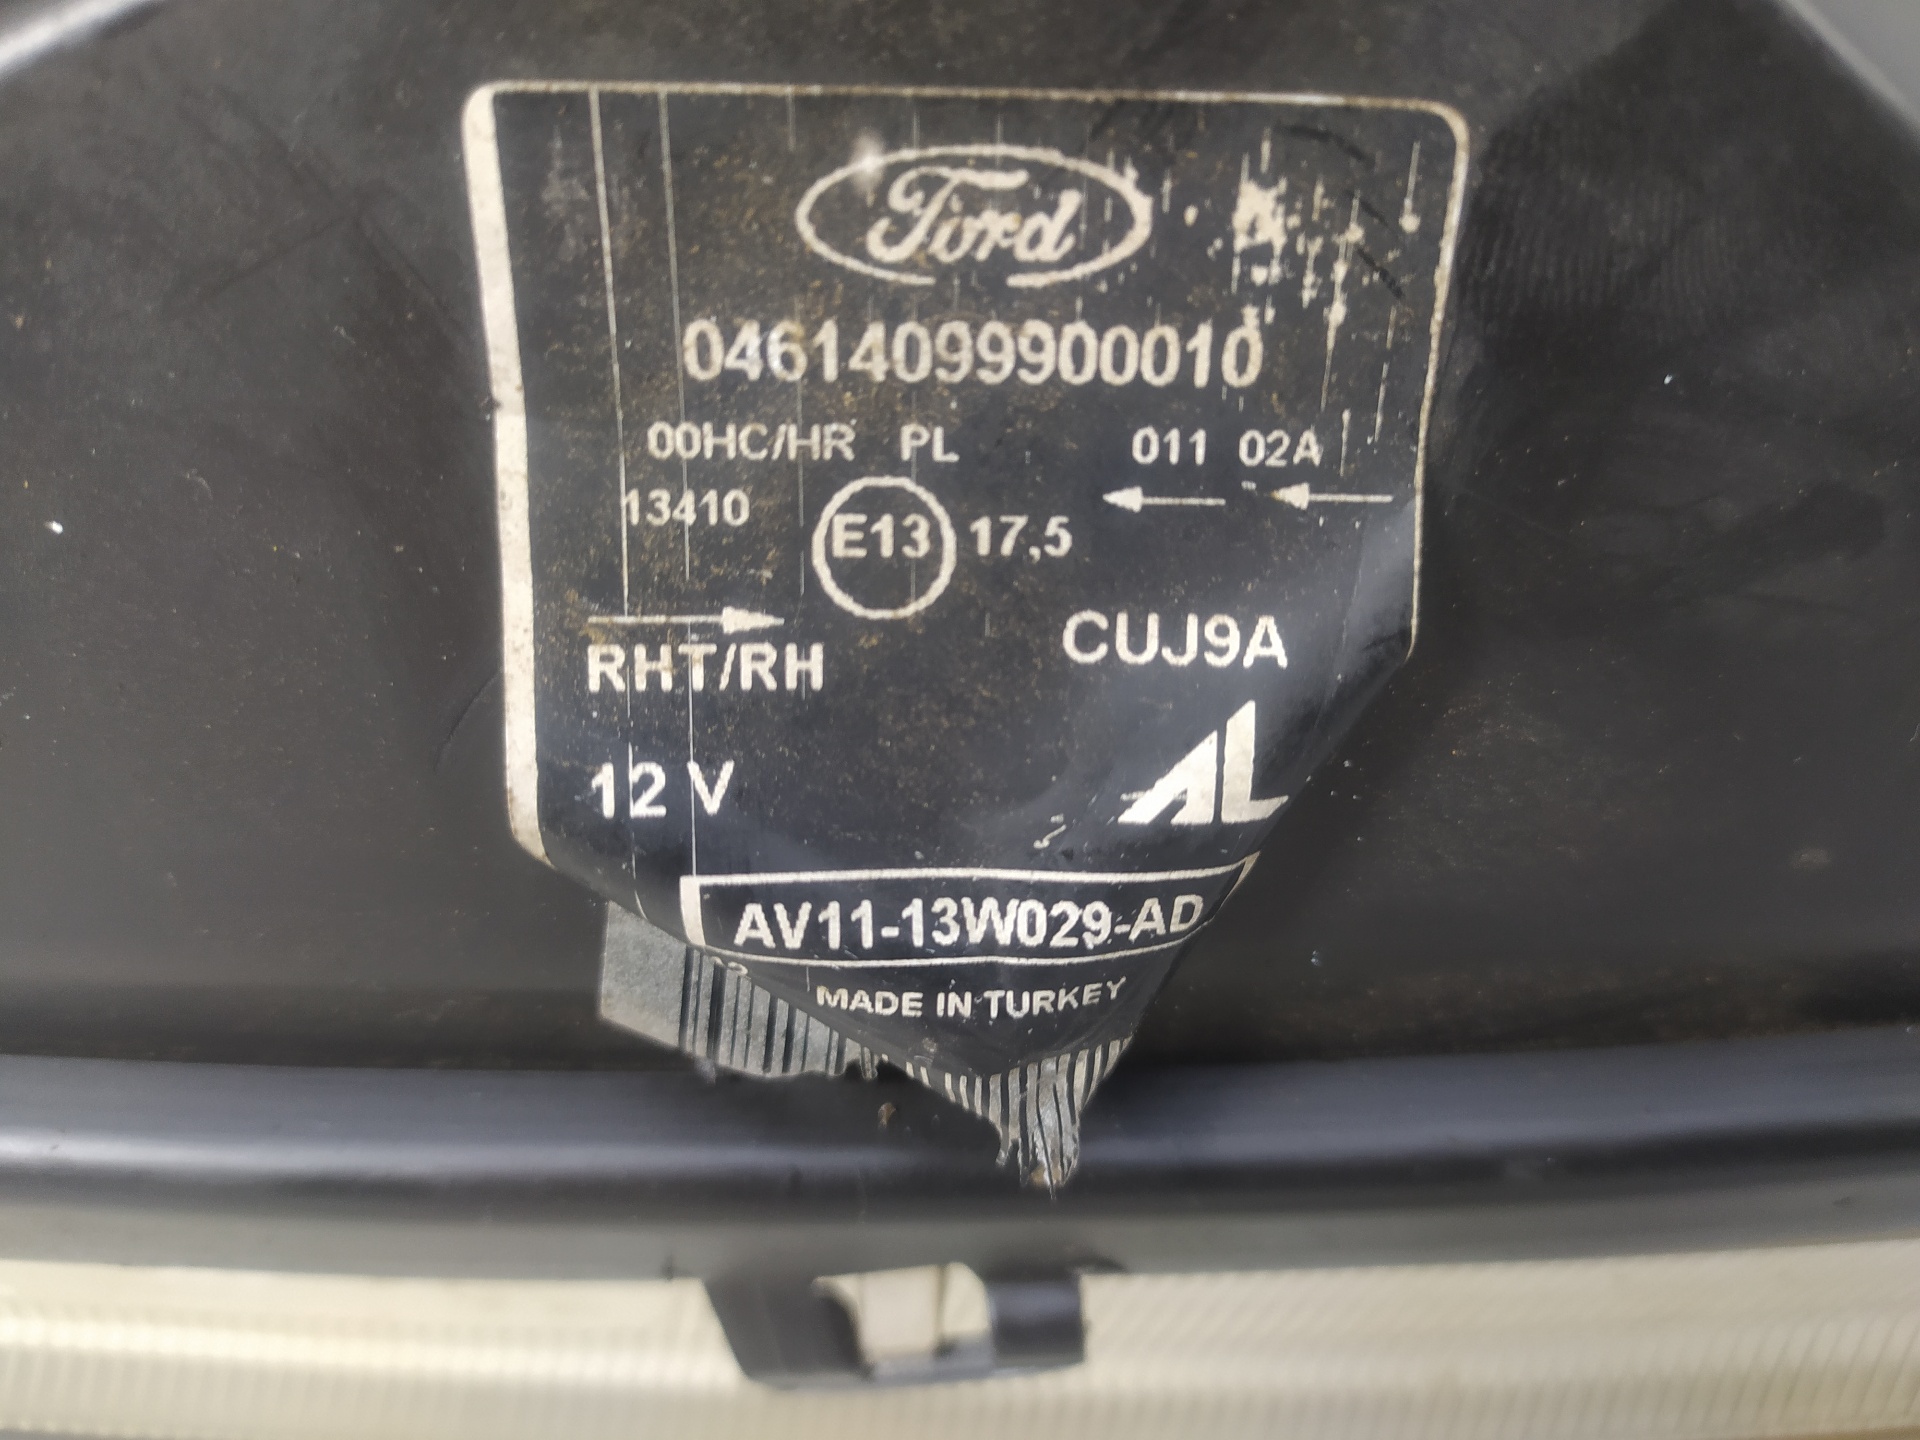 Ford
04614099900010
00HC/HR PL 011 02A
13410 E13 17,5
RHT/RH CUJ9A
12 V AL
AV11-13W029-AD
MADE IN TURKEY